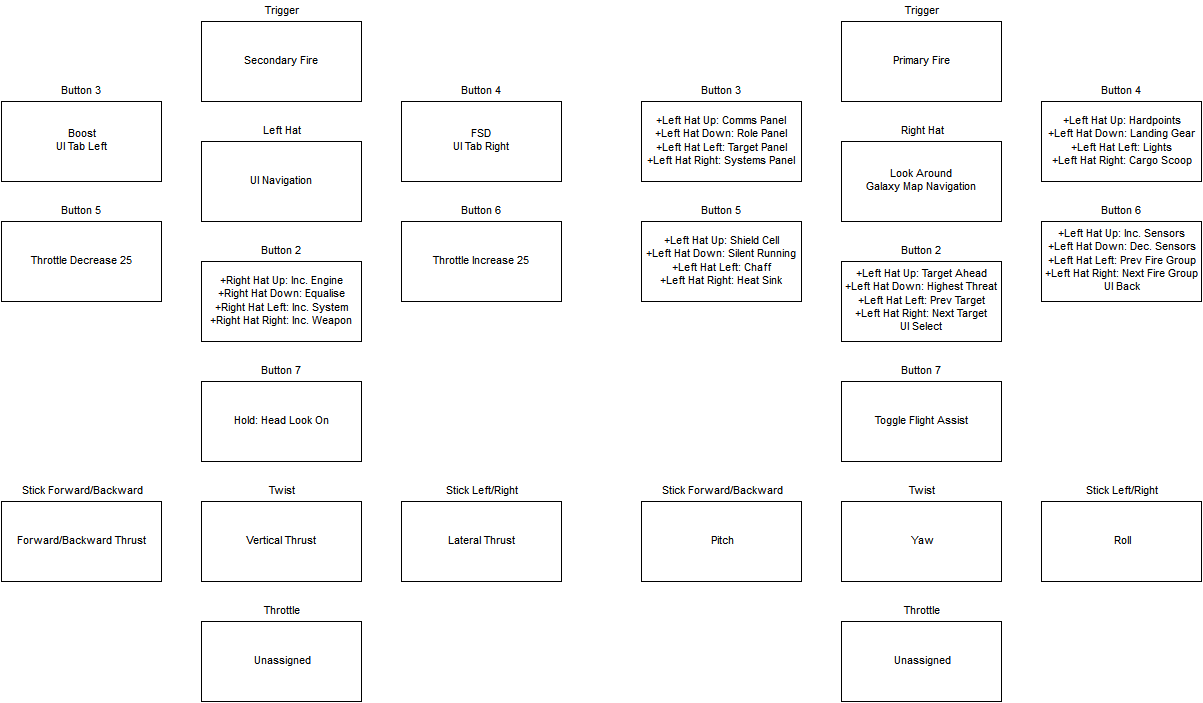 Trigger
Secondary Fire
Button 3
Boost
UI Tab Left
Left Hat
UI Navigation
Button 4
FSD
UI Tab Right
Button 5
Throttle Decrease 25
Button 2
+Right Hat Up: Inc. Engine
+Right Hat Down: Equalise
+Right Hat Left: Inc. System
+Right Hat Right: Inc. Weapon
Button 6
Throttle Increase 25
Button 7
Hold: Head Look On
Stick Forward/Backward
Forward/Backward Thrust
Twist
Vertical Thrust
Stick Left/Right
Lateral Thrust
Throttle
Unassigned
Trigger
Primary Fire
Button 3
+Left Hat Up: Comms Panel
+Left Hat Down: Role Panel
+Left Hat Left: Target Panel
+Left Hat Right: Systems Panel
Right Hat
Look Around
Galaxy Map Navigation
Button 4
+Left Hat Up: Hardpoints
+Left Hat Down: Landing Gear
+Left Hat Left: Lights
+Left Hat Right: Cargo Scoop
Button 5
+Left Hat Up: Shield Cell
+Left Hat Down: Silent Running
+Left Hat Left: Chaff
+Left Hat Right: Heat Sink
Button 2
+Left Hat Up: Target Ahead
+Left Hat Down: Highest Threat
+Left Hat Left: Prev Target
+Left Hat Right: Next Target
UI Select
Button 6
+Left Hat Up: Inc. Sensors
+Left Hat Down: Dec. Sensors
+Left Hat Left: Prev Fire Group
+Left Hat Right: Next Fire Group
UI Back
Button 7
Toggle Flight Assist
Stick Forward/Backward
Pitch
Twist
Yaw
Stick Left/Right
Roll
Throttle
Unassigned